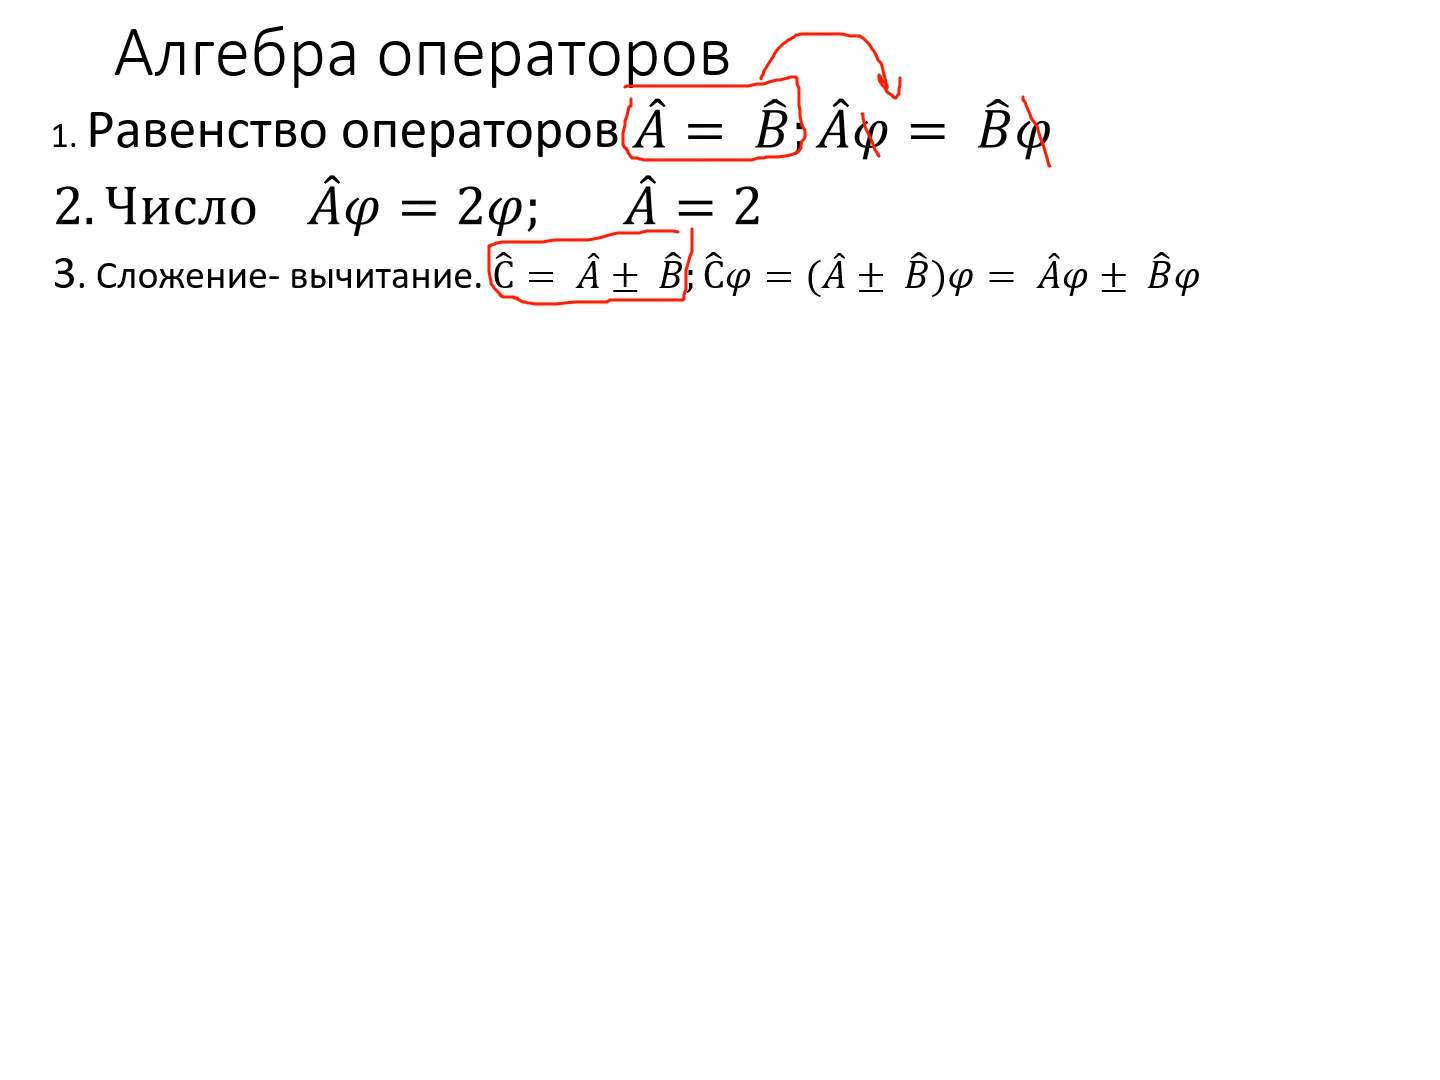 Алгебра операторов
1. Равенство операторов Â = B̂; Âφ = B̂φ
2. Число Âφ = 2φ; Â = 2
3. Сложение- вычитание. Ĉ = Â ± B̂; Ĉφ = (Â ± B̂)φ = Âφ ± B̂φ